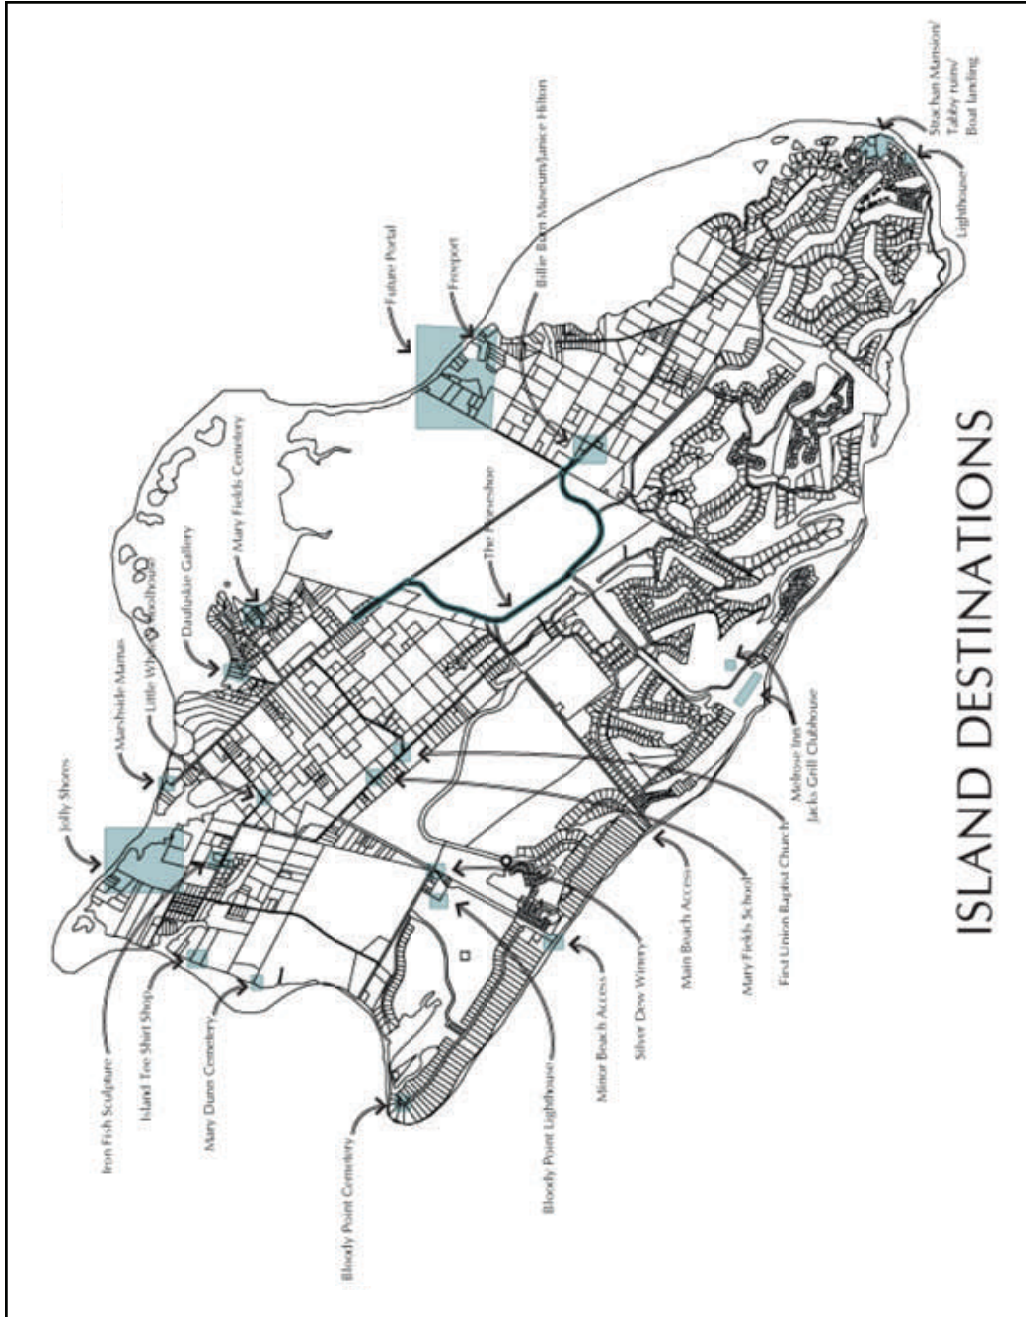 Strachan Mansion/
Tabby ruins/
Boat landing
Lighthouse
Billie Burn Museum/Janice Hilton
Freeport
Future Portal
The Horseshoe
Mary Fields Cemetery
Daufuskie Gallery
Little White Schoolhouse
Marshside Mamas
Jolly Shores
Iron Fish Sculpture
Island Tee Shirt Shop
Mary Dunn Cemetery
Bloody Point Cemetery
Bloody Point Lighthouse
Minor Beach Access
Silver Dew Winery
Main Beach Access
Mary Fields School
First Union Baptist Church
Melrose Inn
Jacks Grill Clubhouse
ISLAND DESTINATIONS